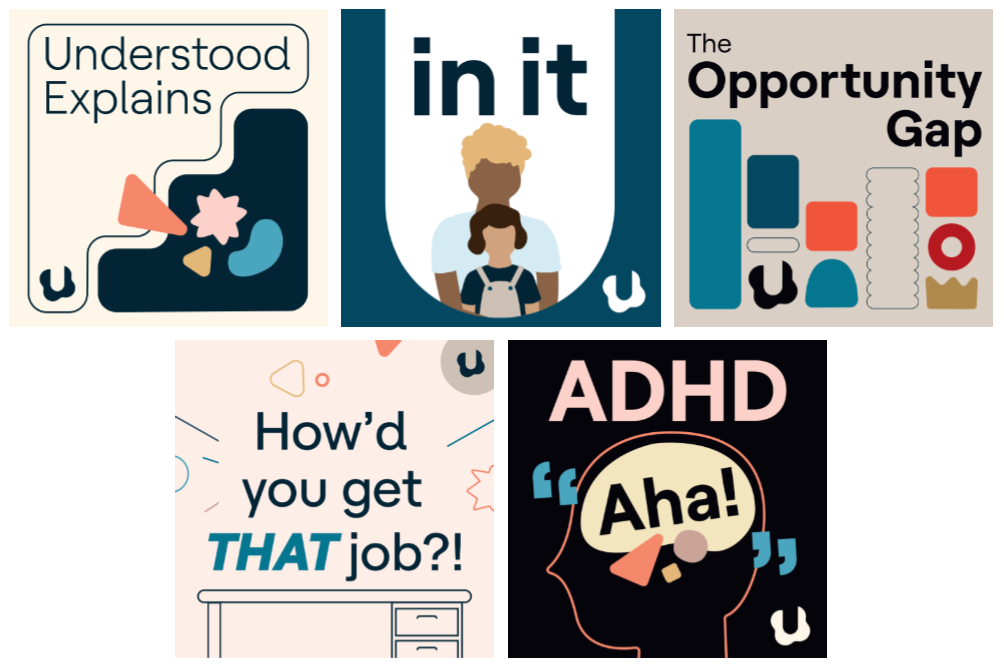 Understood
Explains
in it
The
Opportunity
Gap
How’d
you get
THAT job?!
ADHD
“Aha!”
u
u
u
u
u